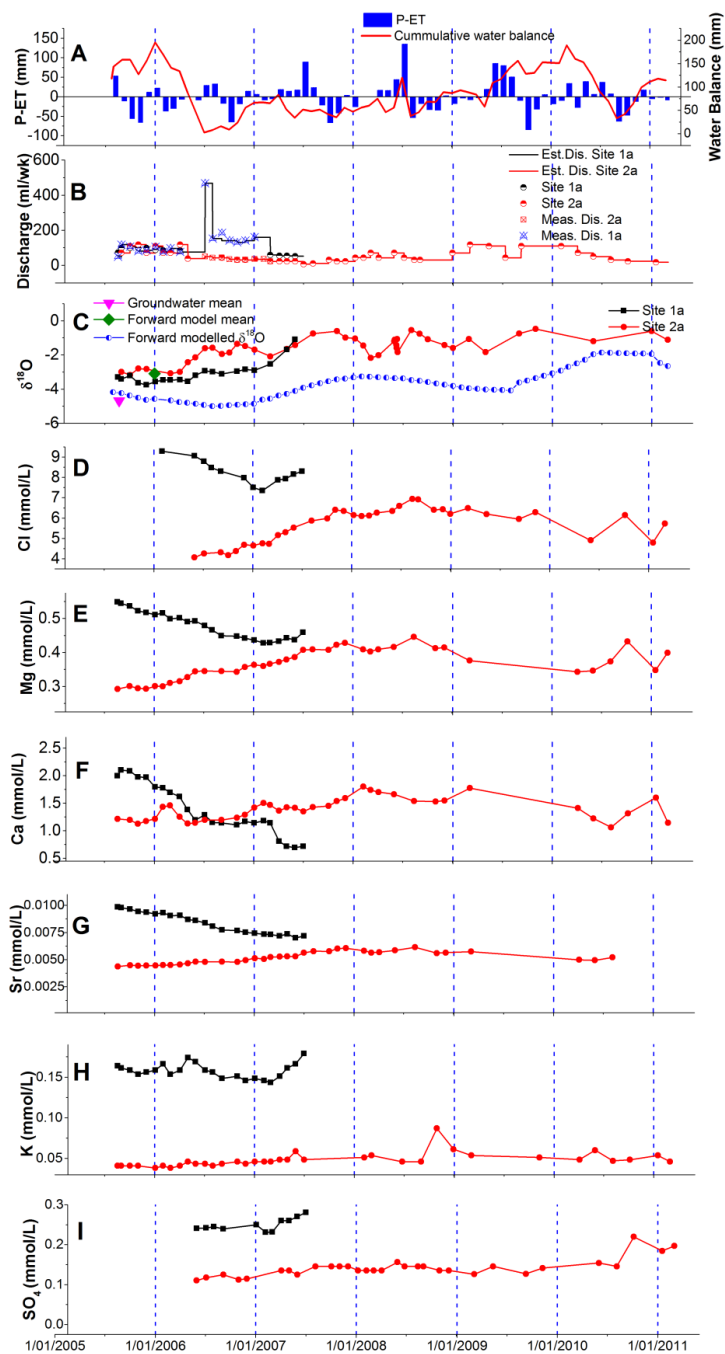 P-ET
Cummulative water balance
A
150
100
50
0
-50
-100
P-ET (mm)
200
150
100
50
0
Water Balance (mm)
B
600
400
200
0
Discharge (ml/wk)
Est.Dis. Site 1a
Est. Dis. Site 2a
Site 1a
Site 2a
Meas. Dis. 2a
Meas. Dis. 1a
C
Groundwater mean
Forward model mean
Forward modelled δ18O
Site 1a
Site 2a
0
-2
-4
-6
δ18O
D
9
8
7
6
5
4
Cl (mmol/L)
E
0.5
0.4
0.3
Mg (mmol/L)
F
2.5
2.0
1.5
1.0
0.5
Ca (mmol/L)
G
0.0100
0.0075
0.0050
0.0025
Sr (mmol/L)
H
0.15
0.10
0.05
K (mmol/L)
I
0.3
0.2
0.1
0.0
SO4 (mmol/L)
1/01/2005 1/01/2006 1/01/2007 1/01/2008 1/01/2009 1/01/2010 1/01/2011